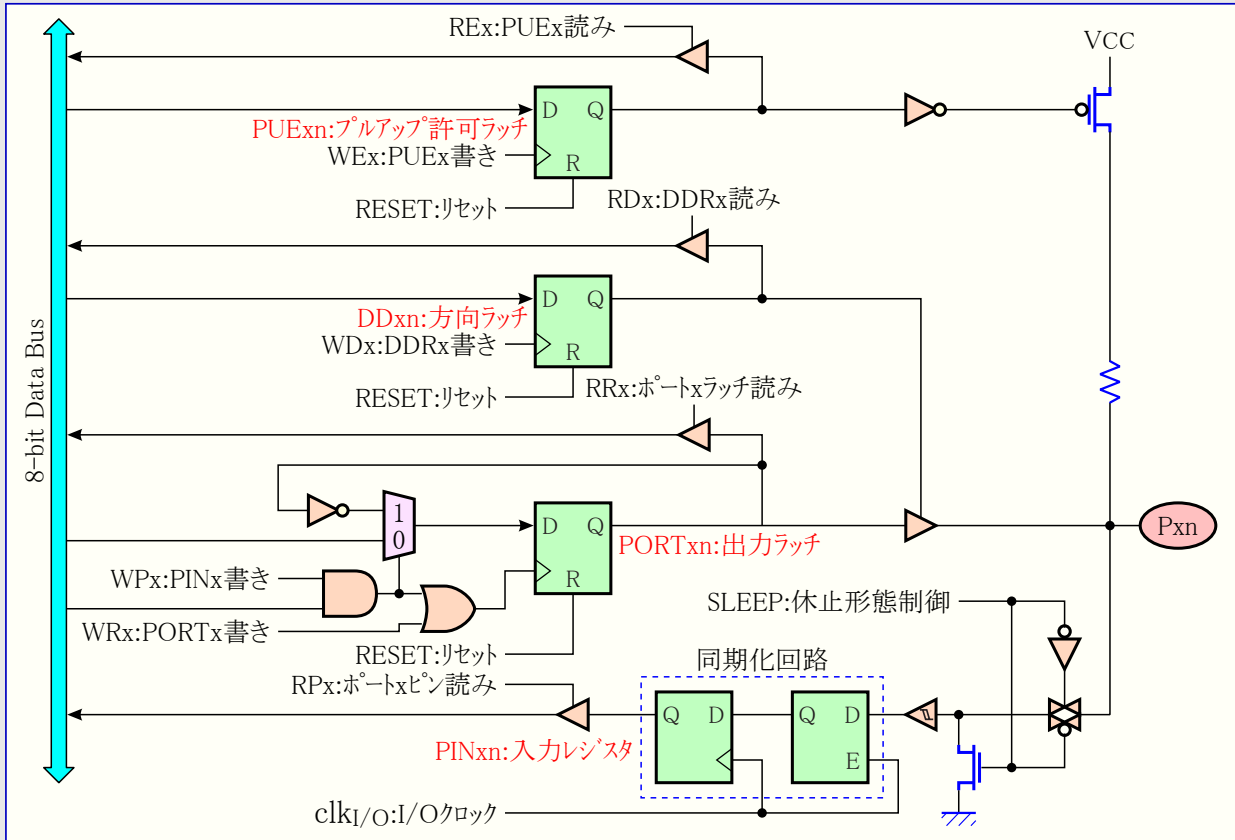 REx:PUEx読み
VCC
D Q
PUExn:プルアップ許可ラッチ
WEx:PUEx書き
R
RESET:リセット
RDx:DDRx読み
D Q
DDxn:方向ラッチ
WDx:DDRx書き
R
RESET:リセット
RRx:ポートxラッチ読み
8-bit Data Bus
1
0
D Q
PORTxn:出力ラッチ
Pxn
WPx:PINx書き
R
WRx:PORTx書き
SLEEP:休止形態制御
RESET:リセット
同期化回路
RPx:ポートxピン読み
Q D
Q D
PINxn:入力レジスタ
E
clkI/O:I/Oクロック